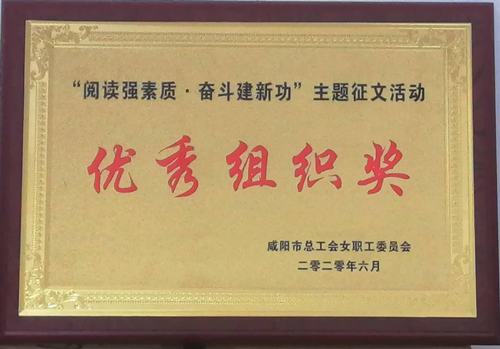 “阅读强素质·奋斗建新功”主题征文活动
优秀组织奖
咸阳市总工会女职工委员会
二零二零年六月